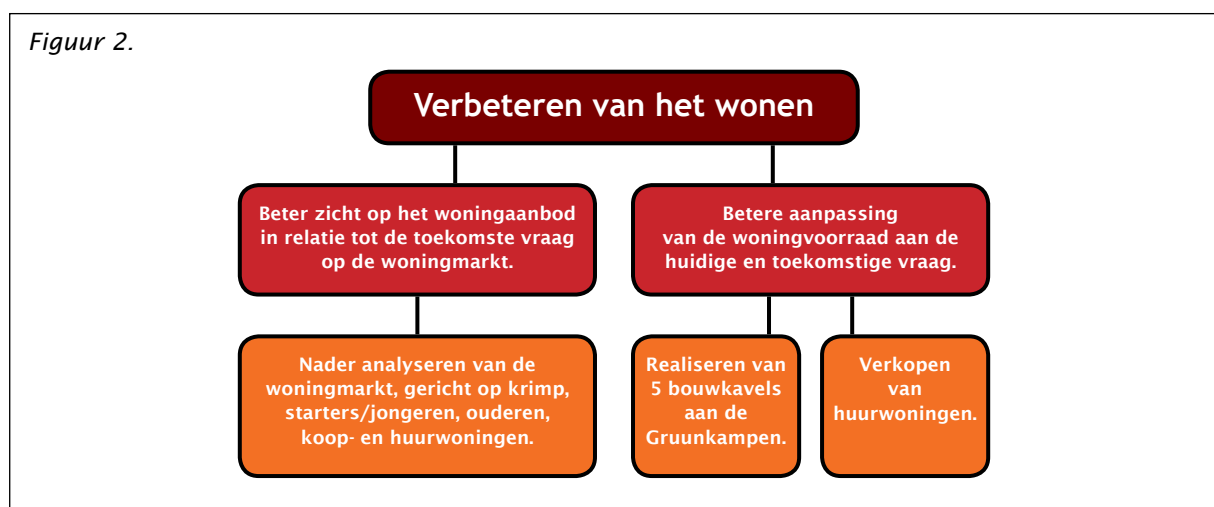 Figuur 2.
Verbeteren van het wonen
Beter zicht op het woningaanbod
in relatie tot de toekomste vraag
op de woningmarkt.
Betere aanpassing
van de woningvoorraad aan de
huidige en toekomstige vraag.
Nader analyseren van de
woningmarkt, gericht op krimp,
starters/jongeren, ouderen,
koop- en huurwoningen.
Realiseren van
5 bouwkavels
aan de
Gruunkampen.
Verkopen
van
huurwoningen.